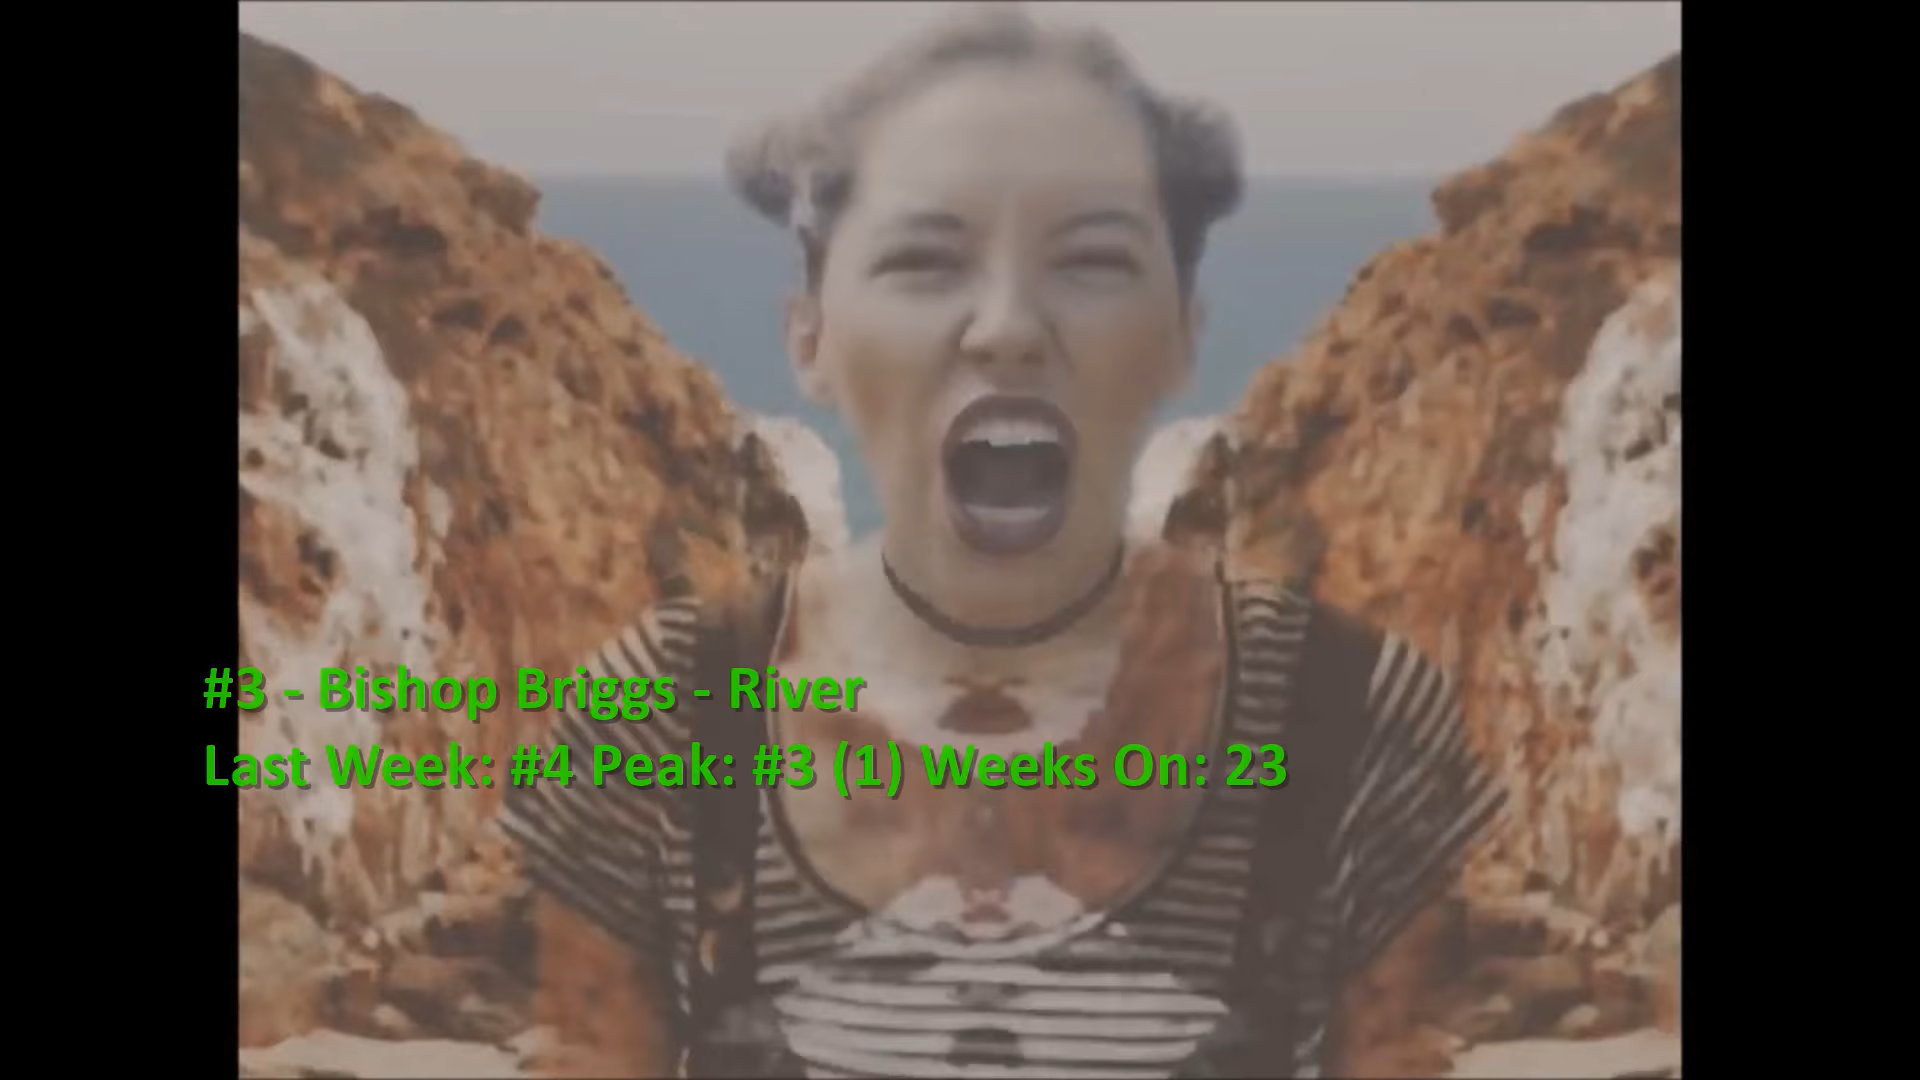 #3 - Bishop Briggs - River
Last Week: #4 Peak: #3 (1) Weeks On: 23